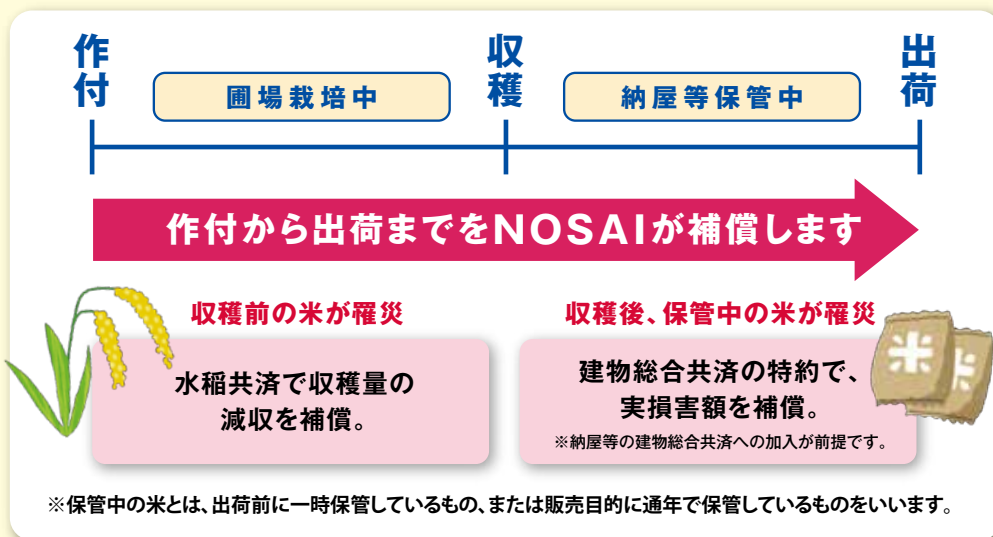 作付
収穫
出荷
圃場栽培中
納屋等保管中
作付から出荷までをNOSAIが補償します
収穫前の米が罹災
水稲共済で収穫量の
減収を補償。
収穫後、保管中の米が罹災
建物総合共済の特約で、
実損害額を補償。
※納屋等の建物総合共済への加入が前提です。
米
※保管中の米とは、出荷前に一時保管しているもの、または販売目的に通年で保管しているものをいいます。